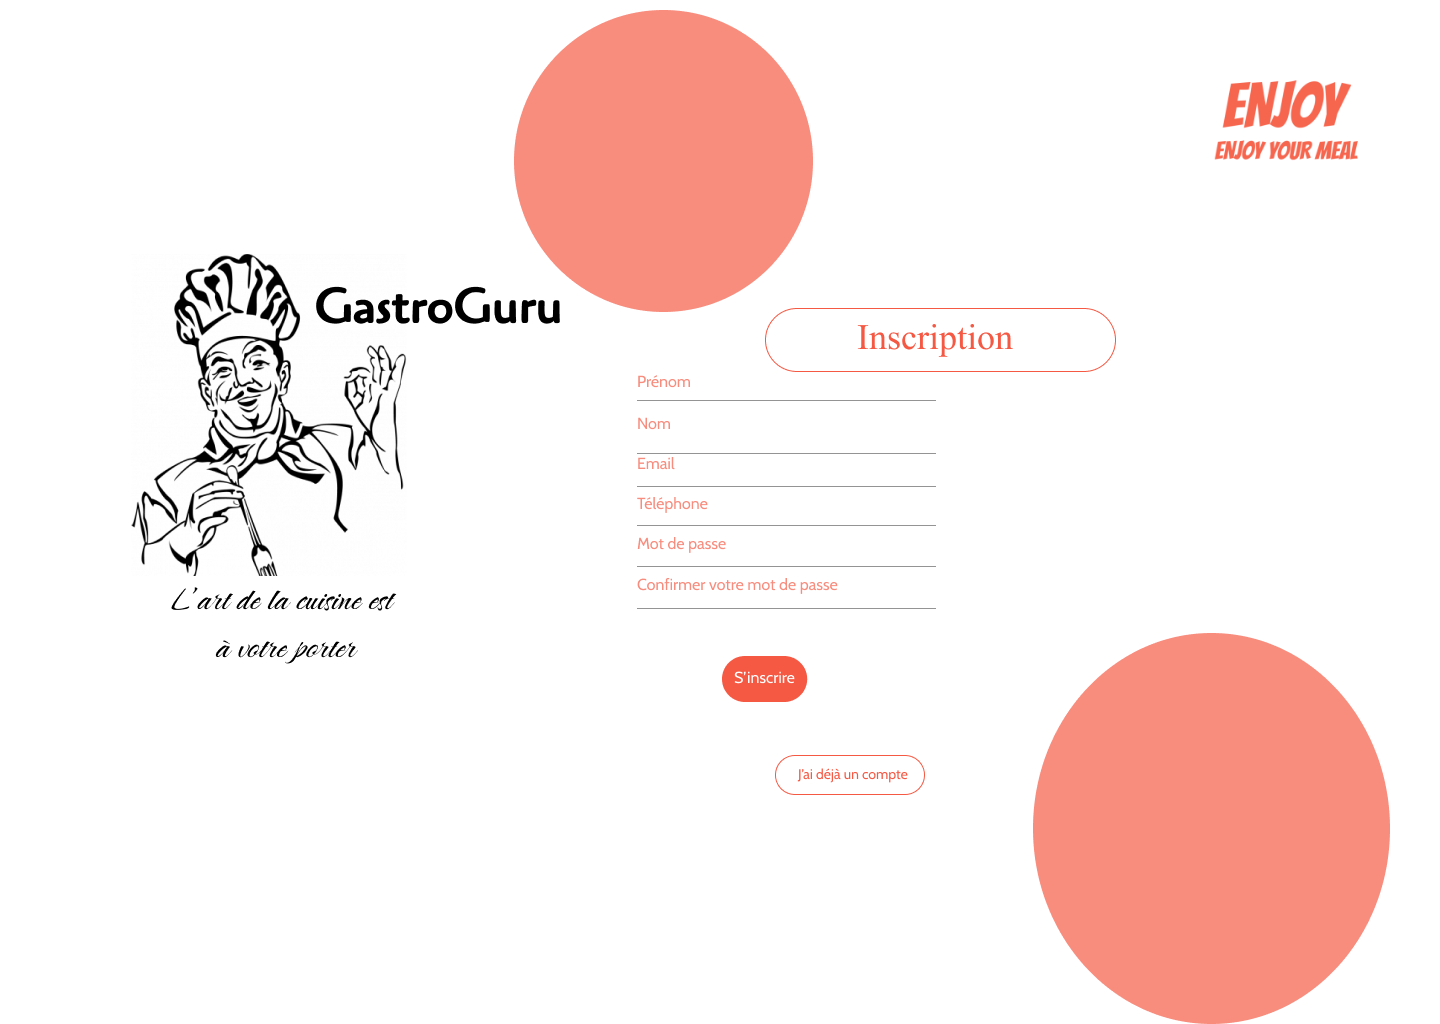 ENJOY
ENJOY YOUR MEAL
GastroGuru
L'art de la cuisine est
à votre porter
Inscription
Prénom
Nom
Email
Téléphone
Mot de passe
Confirmer votre mot de passe
S'inscrire
J'ai déjà un compte